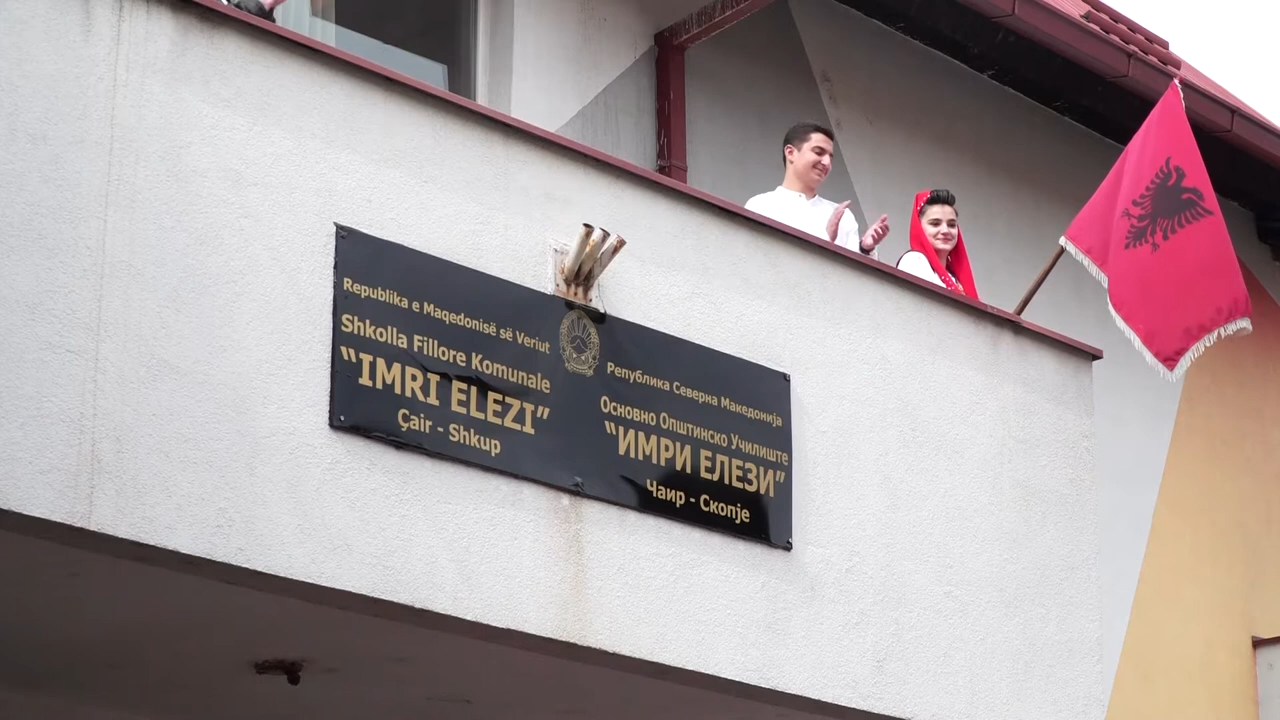 Republika e Maqedonisë së Veriut
Shkolla Fillore Komunale
“IMRI ELEZI”
Çair - Shkup
Република Северна Македонија
Основно Општинско Училиште
“ИМРИ ЕЛЕЗИ”
Чаир - Скопје